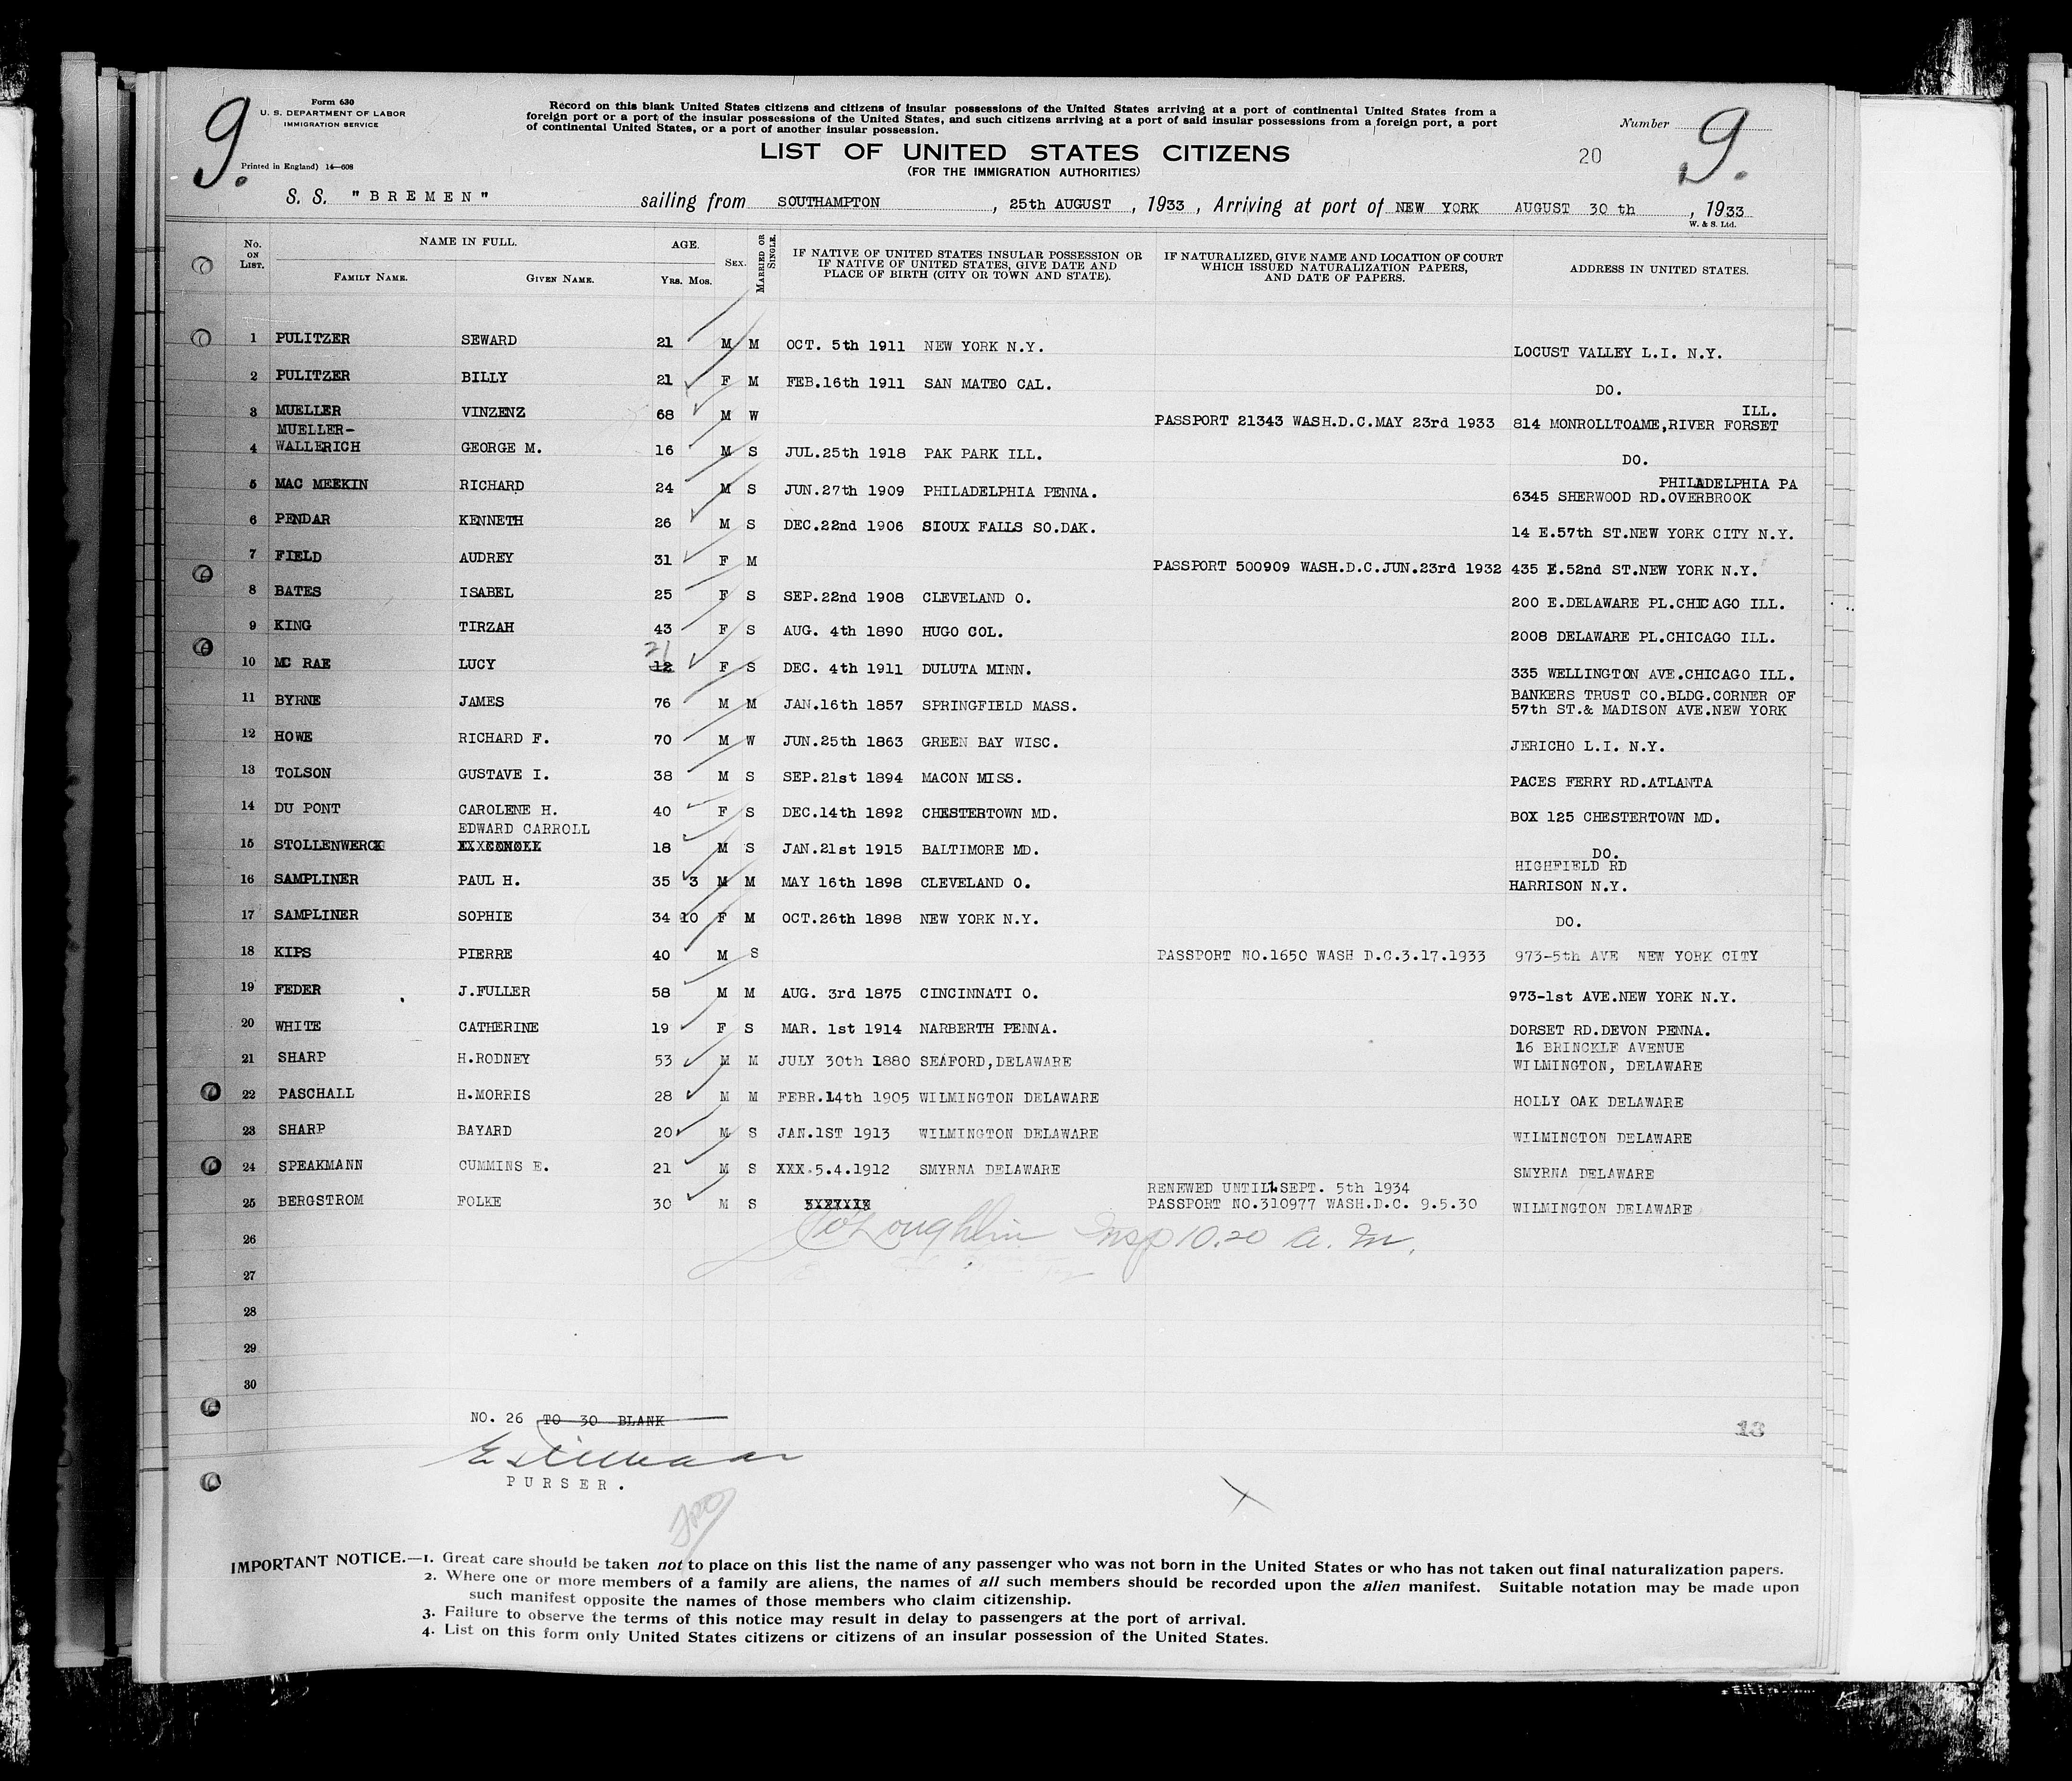 9.
Form 630
U. S. DEPARTMENT OF LABOR
IMMIGRATION SERVICE
Printed in England) 14—608
Record on this blank United States citizens and citizens of insular possessions of the United States arriving at a port of continental United States from a
foreign port or a port of the insular possessions of the United States, and such citizens arriving at a port of said insular possessions from a foreign port, a port
of continental United States, or a port of another insular possession.
Number 9.
LIST OF UNITED STATES CITIZENS
20
(FOR THE IMMIGRATION AUTHORITIES)
S. S. "BREMEN" sailing from SOUTHAMPTON , 25th AUGUST , 1933 , Arriving at port of NEW YORK AUGUST 30 th , 1933
W. & S. Ltd.
No. ON LIST. NAME IN FULL. FAMILY NAME. GIVEN NAME. AGE. Yrs. Mos. SEX. MARRIED OR SINGLE. IF NATIVE OF UNITED STATES INSULAR POSSESSION OR IF NATIVE OF UNITED STATES, GIVE DATE AND PLACE OF BIRTH (CITY OR TOWN AND STATE). IF NATURALIZED, GIVE NAME AND LOCATION OF COURT WHICH ISSUED NATURALIZATION PAPERS, AND DATE OF PAPERS. ADDRESS IN UNITED STATES.
1 PULITZER SEWARD 21 M M OCT. 5th 1911 NEW YORK N.Y. LOCUST VALLEY L.I. N.Y.
2 PULITZER BILLY 21 F M FEB.16th 1911 SAN MATEO CAL. DO.
ILL.
3 MUELLER VINZENZ 68 M W PASSPORT 21343 WASH.D.C.MAY 23rd 1933 814 MONROLLTOAME,RIVER FORSET
MUELLER-
4 WALLERICH GEORGE M. 16 M S JUL.25th 1918 PAK PARK ILL. DO.
PHILADELPHIA PA
5 MAC MEEKIN RICHARD 24 M S JUN.27th 1909 PHILADELPHIA PENNA. 6345 SHERWOOD RD.OVERBROOK
6 PENDAR KENNETH 26 M S DEC.22nd 1906 SIOUX FALLS SO.DAK. 14 E.57th ST.NEW YORK CITY N.Y.
7 FIELD AUDREY 31 F M PASSPORT 500909 WASH.D.C.JUN.23rd 1932 435 E.52nd ST.NEW YORK N.Y.
8 BATES ISABEL 25 F S SEP.22nd 1908 CLEVELAND O. 200 E.DELAWARE PL.CHICAGO ILL.
9 KING TIRZAH 43 F S AUG. 4th 1890 HUGO COL. 2008 DELAWARE PL.CHICAGO ILL.
21
10 MC RAE LUCY 12 F S DEC. 4th 1911 DULUTA MINN. 335 WELLINGTON AVE.CHICAGO ILL.
BANKERS TRUST CO.BLDG.CORNER OF
11 BYRNE JAMES 76 M M JAN.16th 1857 SPRINGFIELD MASS. 57th ST.& MADISON AVE.NEW YORK
12 HOWE RICHARD F. 70 M W JUN.25th 1863 GREEN BAY WISC. JERICHO L.I. N.Y.
13 TOLSON GUSTAVE I. 38 M S SEP.21st 1894 MACON MISS. PACES FERRY RD.ATLANTA
14 DU PONT CAROLENE H. 40 F S DEC.14th 1892 CHESTERTOWN MD. BOX 125 CHESTERTOWN MD.
EDWARD CARROLL
15 STOLLENWERCK 18 M S JAN.21st 1915 BALTIMORE MD. DO.
HIGHFIELD RD
16 SAMPLINER PAUL H. 35 3 M M MAY 16th 1898 CLEVELAND O. HARRISON N.Y.
17 SAMPLINER SOPHIE 34 10 F M OCT.26th 1898 NEW YORK N.Y. DO.
18 KIPS PIERRE 40 M S PASSPORT NO.1650 WASH D.C.3.17.1933 973-5th AVE NEW YORK CITY
19 FEDER J.FULLER 58 M M AUG. 3rd 1875 CINCINNATI O. 973-1st AVE.NEW YORK N.Y.
20 WHITE CATHERINE 19 F S MAR. 1st 1914 NARBERTH PENNA. DORSET RD.DEVON PENNA.
16 BRINCKLE AVENUE
21 SHARP H.RODNEY 53 M M JULY 30th 1880 SEAFORD,DELAWARE WILMINGTON, DELAWARE
22 PASCHALL H.MORRIS 28 M M FEBR.14th 1905 WILMINGTON DELAWARE HOLLY OAK DELAWARE
23 SHARP BAYARD 20 M S JAN.1ST 1913 WILMINGTON DELAWARE WILMINGTON DELAWARE
24 SPEAKMANN CUMMINS E. 21 M S XXX.5.4.1912 SMYRNA DELAWARE SMYRNA DELAWARE
RENEWED UNTIL SEPT. 5th 1934
25 BERGSTROM FOLKE 30 M S PASSPORT NO.310977 WASH.D.C. 9.5.30 WILMINGTON DELAWARE
26 O'Loughlin Insp 10.20 a.m.
27
28
29
30
NO. 26 TO 30 BLANK
13
PURSER.
IMPORTANT NOTICE.—1. Great care should be taken not to place on this list the name of any passenger who was not born in the United States or who has not taken out final naturalization papers.
2. Where one or more members of a family are aliens, the names of all such members should be recorded upon the alien manifest. Suitable notation may be made upon
such manifest opposite the names of those members who claim citizenship.
3. Failure to observe the terms of this notice may result in delay to passengers at the port of arrival.
4. List on this form only United States citizens or citizens of an insular possession of the United States.